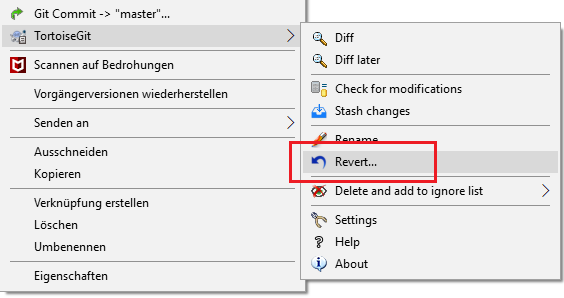 Git Commit -> "master"...
TortoiseGit
Scannen auf Bedrohungen
Vorgängerversionen wiederherstellen
Senden an
Ausschneiden
Kopieren
Verknüpfung erstellen
Löschen
Umbenennen
Eigenschaften
Diff
Diff later
Check for modifications
Stash changes
Rename
Revert...
Delete and add to ignore list
Settings
Help
About